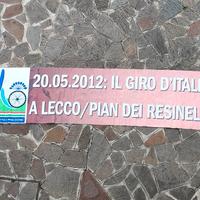 20.05.2012: IL GIRO D'ITAL
A LECCO/PIAN DEI RESINEL